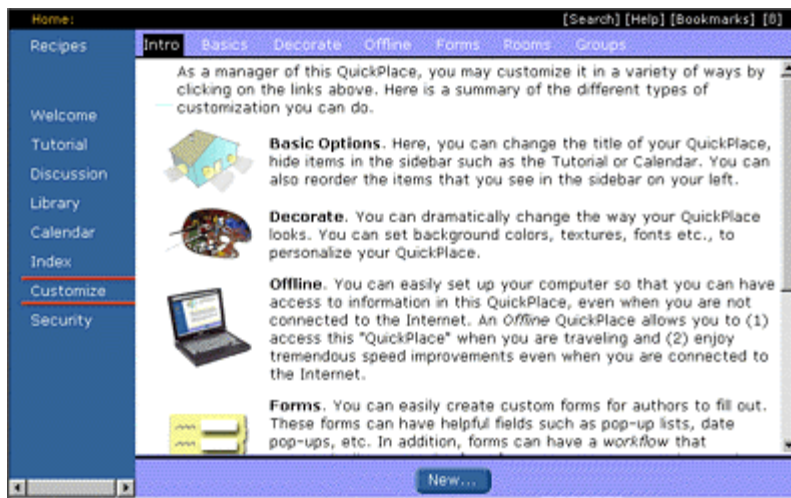 Home:
[Search] [Help] [Bookmarks] [8]
Recipes
Intro Basics Decorate Offline Forms Rooms Groups
As a manager of this QuickPlace, you may customize it in a variety of ways by
clicking on the links above. Here is a summary of the different types of
customization you can do.
Welcome
Tutorial
Discussion
Library
Calendar
Index
Customize
Security
Basic Options. Here, you can change the title of your QuickPlace,
hide items in the sidebar such as the Tutorial or Calendar. You can
also reorder the items that you see in the sidebar on your left.
Decorate. You can dramatically change the way your QuickPlace
looks. You can set background colors, textures, fonts etc., to
personalize your QuickPlace.
Offline. You can easily set up your computer so that you can have
access to information in this QuickPlace, even when you are not
connected to the Internet. An Offline QuickPlace allows you to (1)
access this "QuickPlace" when you are traveling and (2) enjoy
tremendous speed improvements even when you are connected to
the Internet.
Forms. You can easily create custom forms for authors to fill out.
These forms can have helpful fields such as pop-up lists, date
pop-ups, etc. In addition, forms can have a workflow that
New...